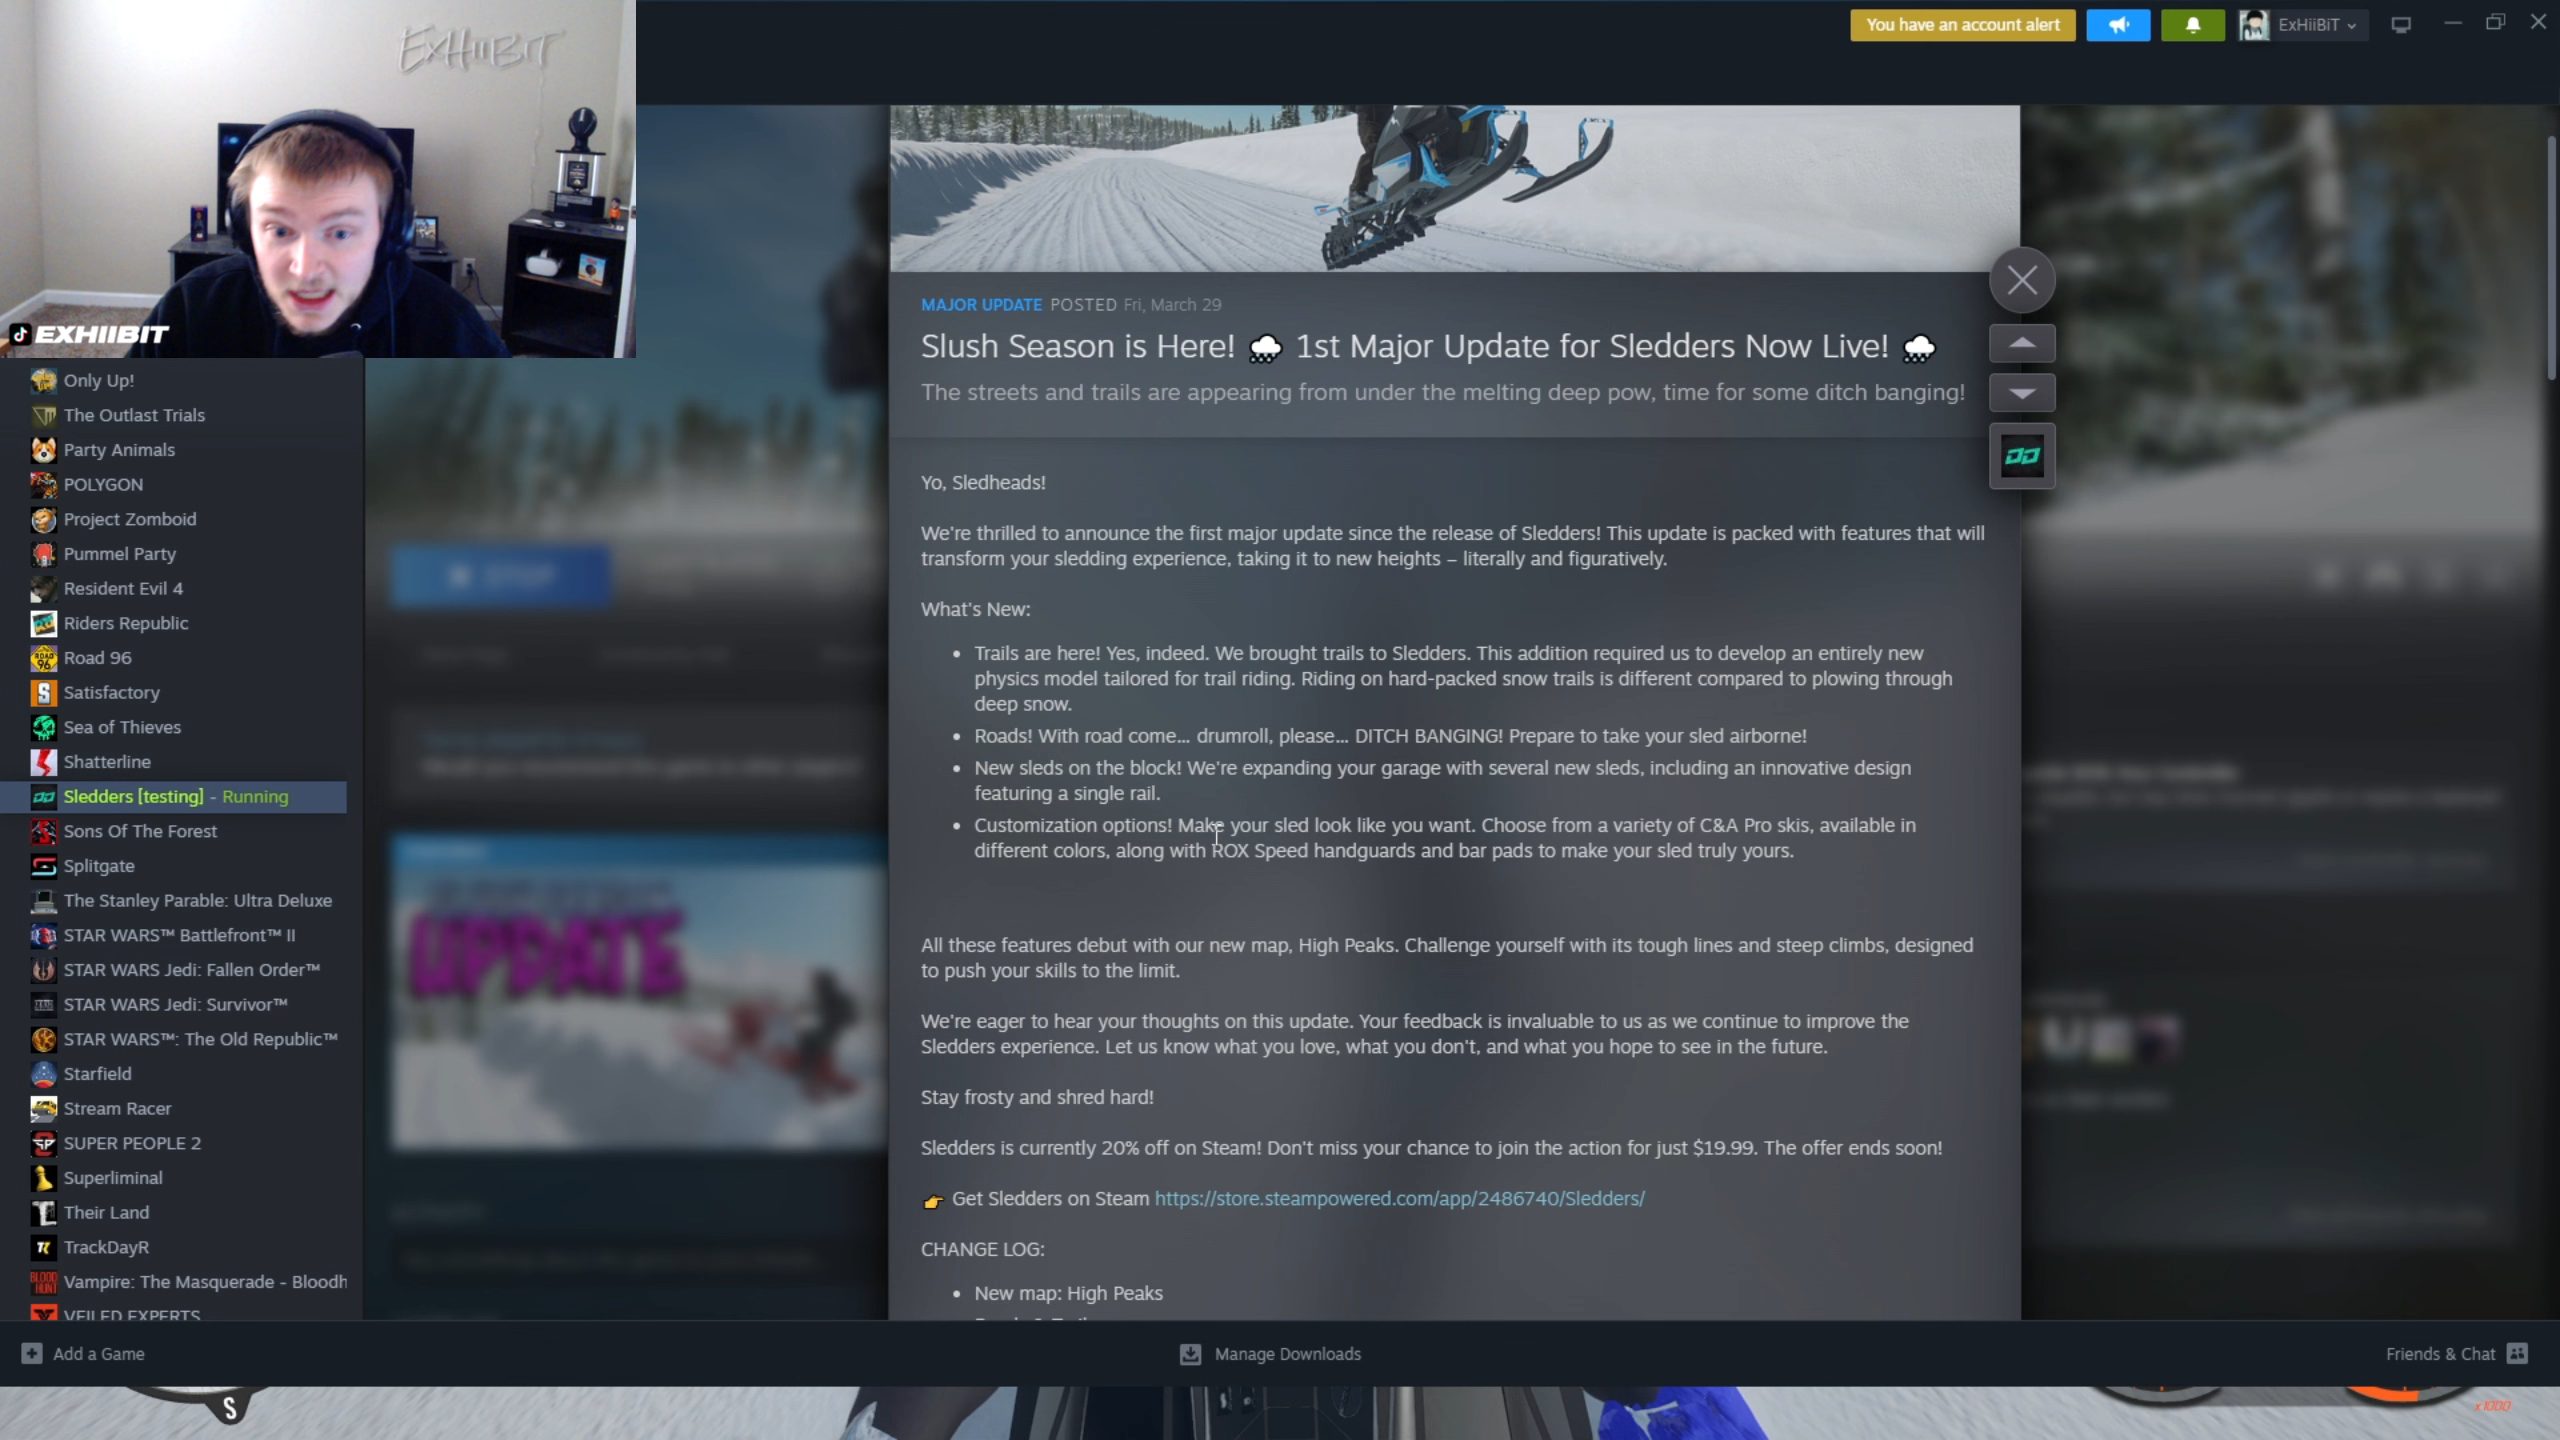 EXHIIBIT
EXHIIBIT
You have an account alert
ExHiiBiT
MAJOR UPDATE POSTED Fri, March 29
Slush Season is Here! 🌨 1st Major Update for Sledders Now Live! 🌨
The streets and trails are appearing from under the melting deep pow, time for some ditch banging!
Yo, Sledheads!
We're thrilled to announce the first major update since the release of Sledders! This update is packed with features that will
transform your sledding experience, taking it to new heights – literally and figuratively.
What's New:
• Trails are here! Yes, indeed. We brought trails to Sledders. This addition required us to develop an entirely new
physics model tailored for trail riding. Riding on hard-packed snow trails is different compared to plowing through
deep snow.
• Roads! With road come... drumroll, please... DITCH BANGING! Prepare to take your sled airborne!
• New sleds on the block! We're expanding your garage with several new sleds, including an innovative design
featuring a single rail.
• Customization options! Make your sled look like you want. Choose from a variety of C&A Pro skis, available in
different colors, along with ROX Speed handguards and bar pads to make your sled truly yours.
All these features debut with our new map, High Peaks. Challenge yourself with its tough lines and steep climbs, designed
to push your skills to the limit.
We're eager to hear your thoughts on this update. Your feedback is invaluable to us as we continue to improve the
Sledders experience. Let us know what you love, what you don't, and what you hope to see in the future.
Stay frosty and shred hard!
Sledders is currently 20% off on Steam! Don't miss your chance to join the action for just $19.99. The offer ends soon!
👉 Get Sledders on Steam https://store.steampowered.com/app/2486740/Sledders/
CHANGE LOG:
• New map: High Peaks
Only Up!
The Outlast Trials
Party Animals
POLYGON
Project Zomboid
Pummel Party
Resident Evil 4
Riders Republic
Road 96
Satisfactory
Sea of Thieves
Shatterline
Sledders [testing] - Running
Sons Of The Forest
Splitgate
The Stanley Parable: Ultra Deluxe
STAR WARS™ Battlefront™ II
STAR WARS Jedi: Fallen Order™
STAR WARS Jedi: Survivor™
STAR WARS™: The Old Republic™
Starfield
Stream Racer
SUPER PEOPLE 2
Superliminal
Their Land
TrackDayR
Vampire: The Masquerade - Bloodh
VEILED EXPERTS
STOP
UPDATE
Add a Game
Manage Downloads
Friends & Chat
S
x1000